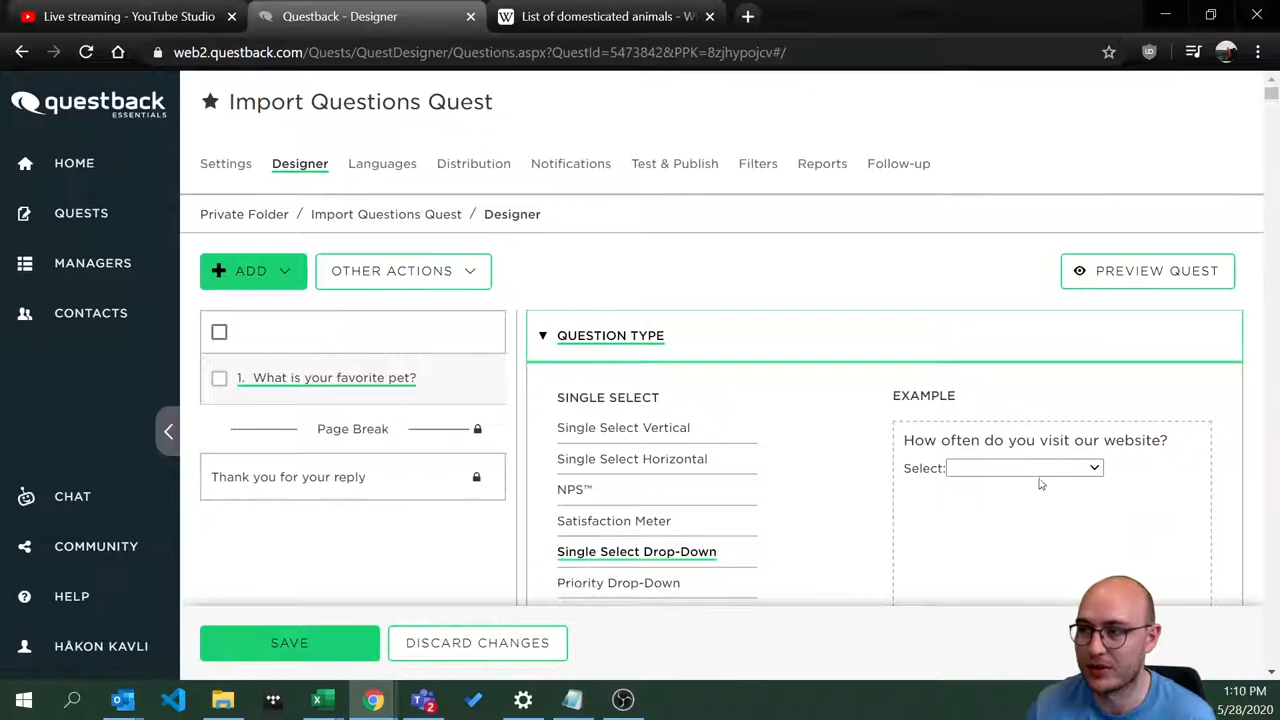 Live streaming - YouTube Studio
Questback - Designer
List of domesticated animals - W
web2.questback.com/Quests/QuestDesigner/Questions.aspx?QuestId=5473842&PPK=8zjhypojcv#/
questback
ESSENTIALS
HOME
QUESTS
MANAGERS
CONTACTS
CHAT
COMMUNITY
HELP
HÅKON KAVLI
Import Questions Quest
Settings Designer Languages Distribution Notifications Test & Publish Filters Reports Follow-up
Private Folder / Import Questions Quest / Designer
ADD
OTHER ACTIONS
PREVIEW QUEST
1. What is your favorite pet?
Page Break
Thank you for your reply
QUESTION TYPE
SINGLE SELECT
Single Select Vertical
Single Select Horizontal
NPS™
Satisfaction Meter
Single Select Drop-Down
Priority Drop-Down
EXAMPLE
How often do you visit our website?
Select:
SAVE
DISCARD CHANGES
1:10 PM
5/28/2020